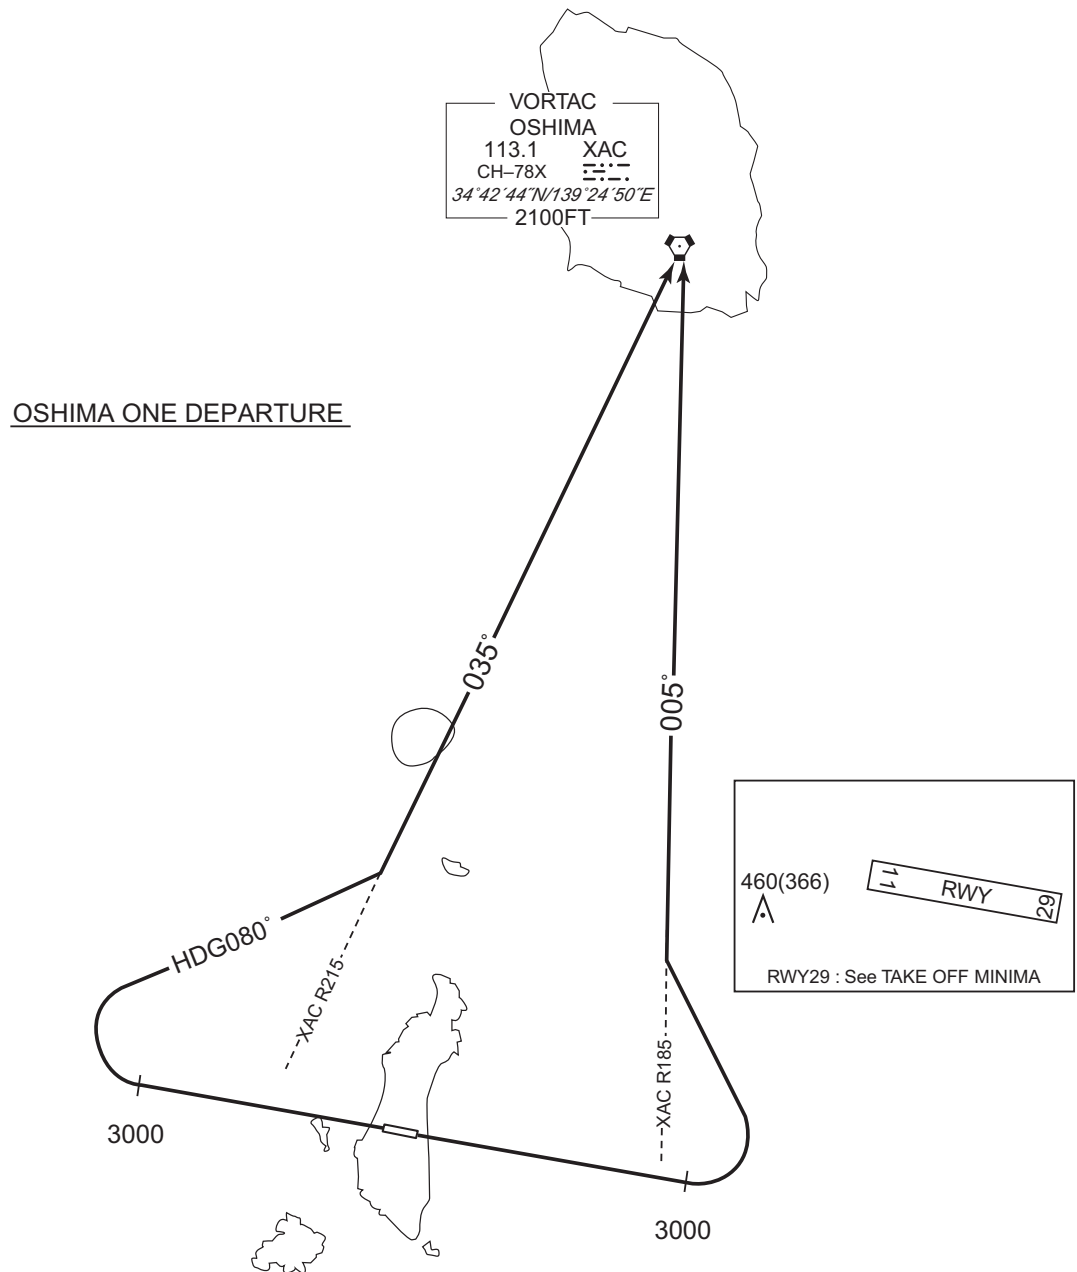 VORTAC
OSHIMA
113.1 XAC
CH–78X
34°42´44˝N/139°24´50˝E
2100FT
OSHIMA ONE DEPARTURE
035°
005°
460(366)
11 RWY 29
RWY29 : See TAKE OFF MINIMA
HDG080°
XAC R215
XAC R185
3000
3000